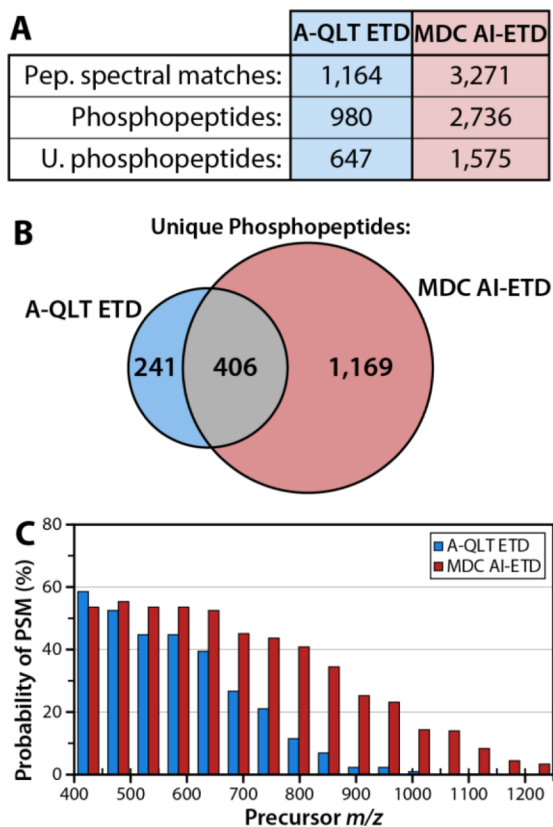 A
A-QLT ETD MDC AI-ETD
Pep. spectral matches: 1,164 3,271
Phosphopeptides: 980 2,736
U. phosphopeptides: 647 1,575
B
Unique Phosphopeptides:
MDC AI-ETD
A-QLT ETD
241 406 1,169
C
80
60
40
20
0
Probability of PSM (%)
A-QLT ETD
MDC AI-ETD
400 500 600 700 800 900 1000 1100 1200
Precursor m/z